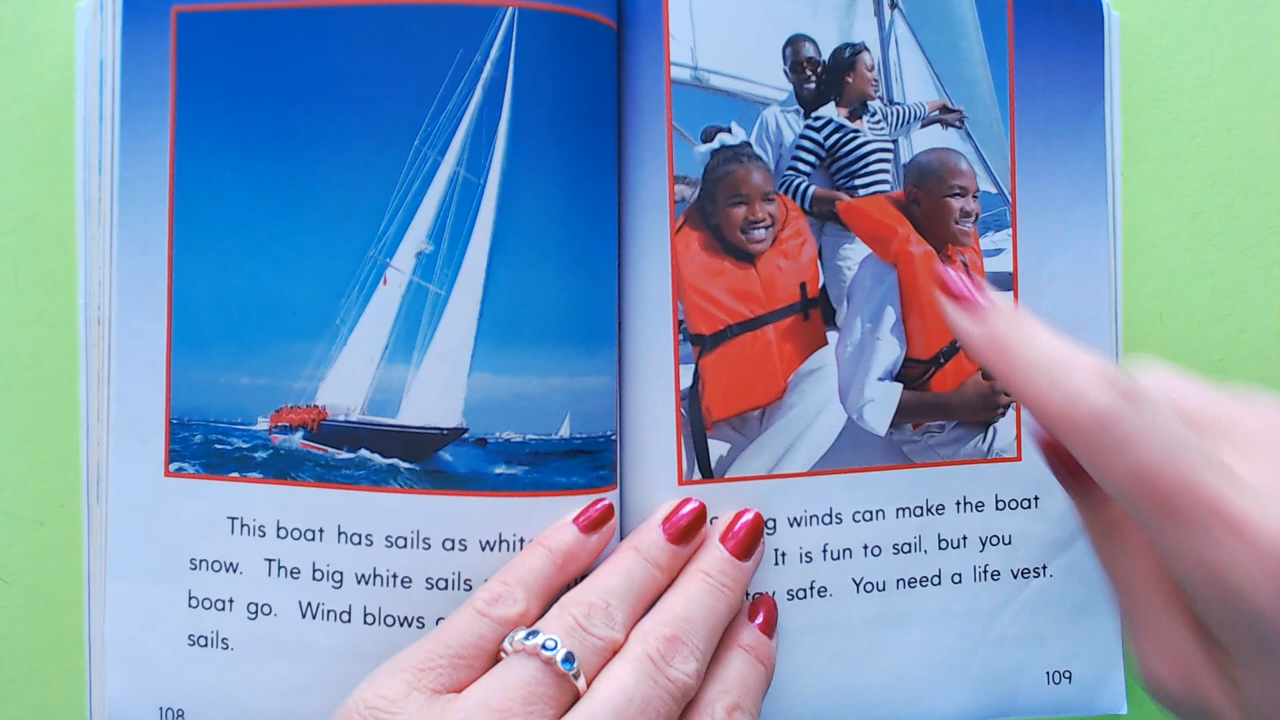 This boat has sails as white
snow. The big white sails
boat go. Wind blows
sails.
108
winds can make the boat
It is fun to sail, but you
safe. You need a life vest.
109